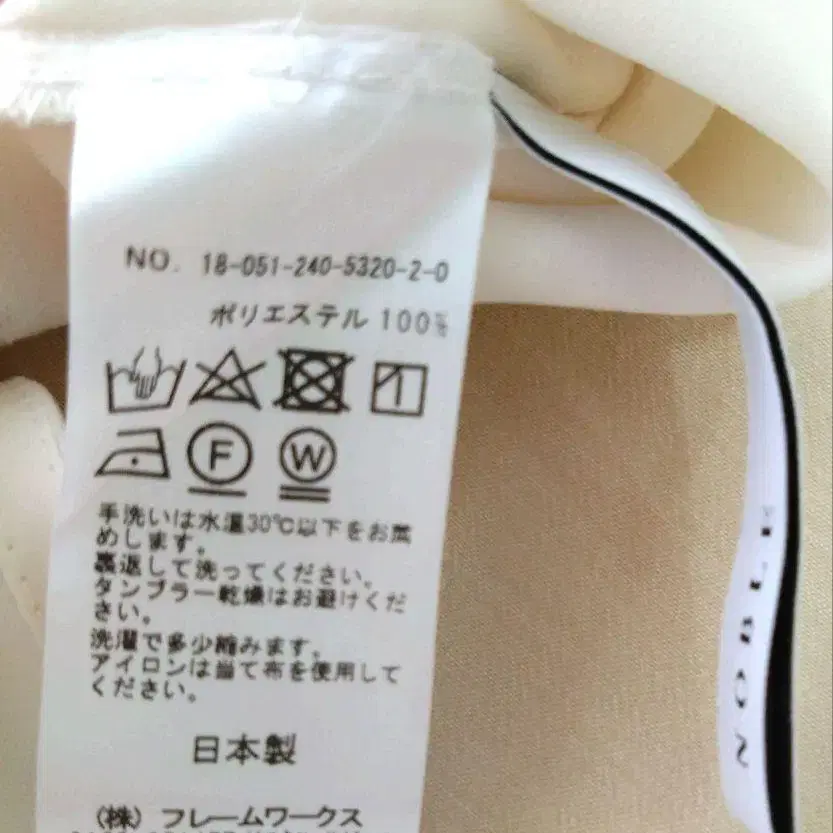 NO. 18-051-240-5320-2-0
ポリエステル 100%
F W
手洗いは水温30℃以下をお薦
めします。
裏返して洗ってください。
タンブラー乾燥はお避けくだ
さい。
洗濯で多少縮みます。
アイロンは当て布を使用して
ください。
日本製
(株) フレームワークス